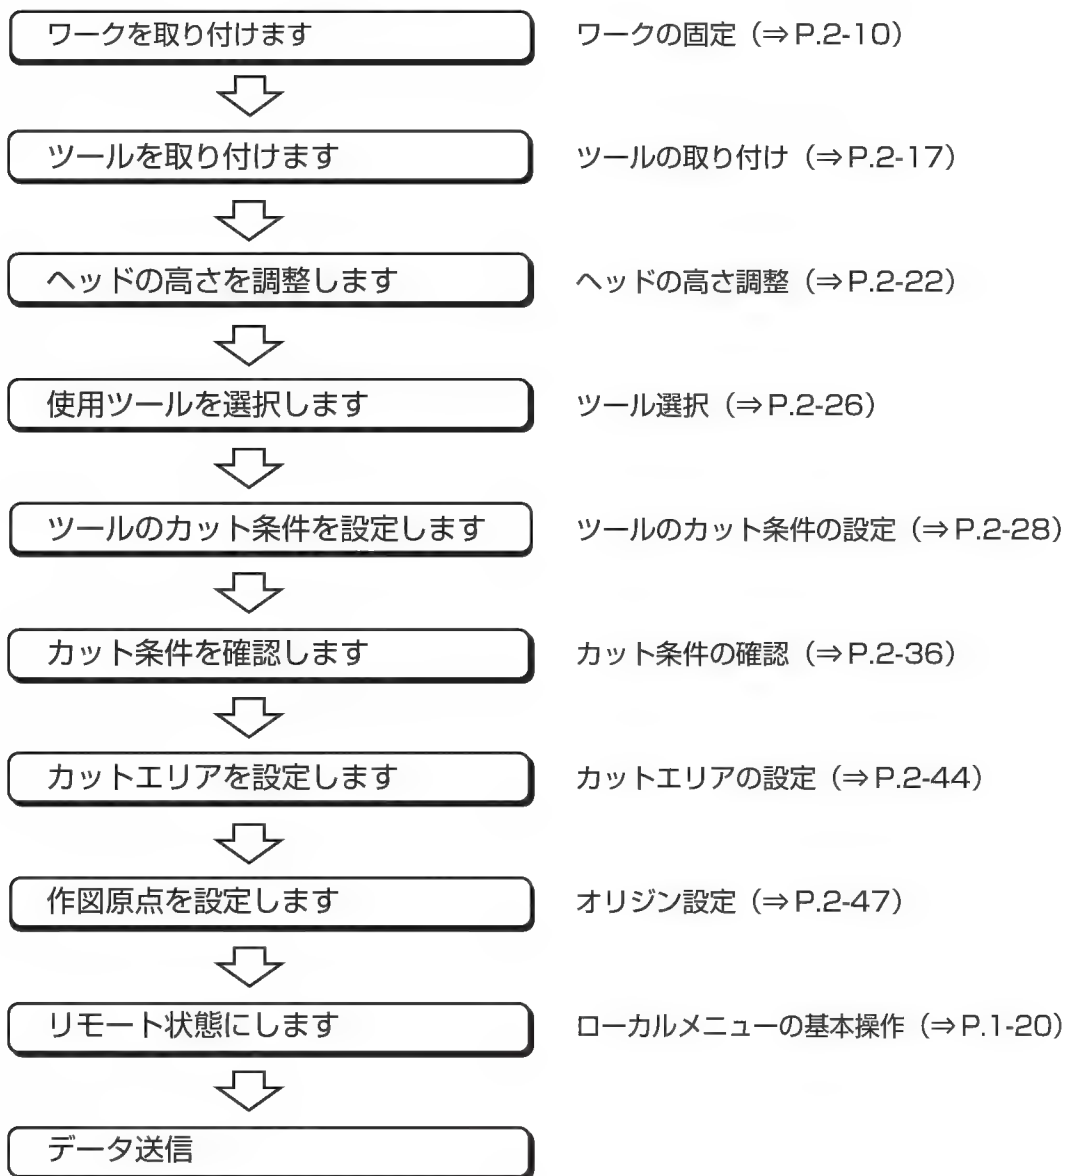 ワークを取り付けます
ワークの固定（⇒P.2-10）
ツールを取り付けます
ツールの取り付け（⇒P.2-17）
ヘッドの高さを調整します
ヘッドの高さ調整（⇒P.2-22）
使用ツールを選択します
ツール選択（⇒P.2-26）
ツールのカット条件を設定します
ツールのカット条件の設定（⇒P.2-28）
カット条件を確認します
カット条件の確認（⇒P.2-36）
カットエリアを設定します
カットエリアの設定（⇒P.2-44）
作図原点を設定します
オリジン設定（⇒P.2-47）
リモート状態にします
ローカルメニューの基本操作（⇒P.1-20）
データ送信